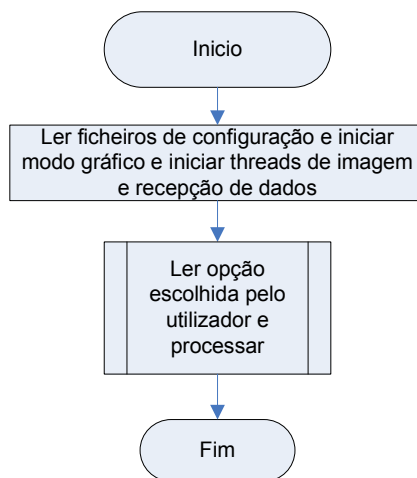 Inicio
Ler ficheiros de configuração e iniciar
modo gráfico e iniciar threads de imagem
e recepção de dados
Ler opção
escolhida pelo
utilizador e
processar
Fim